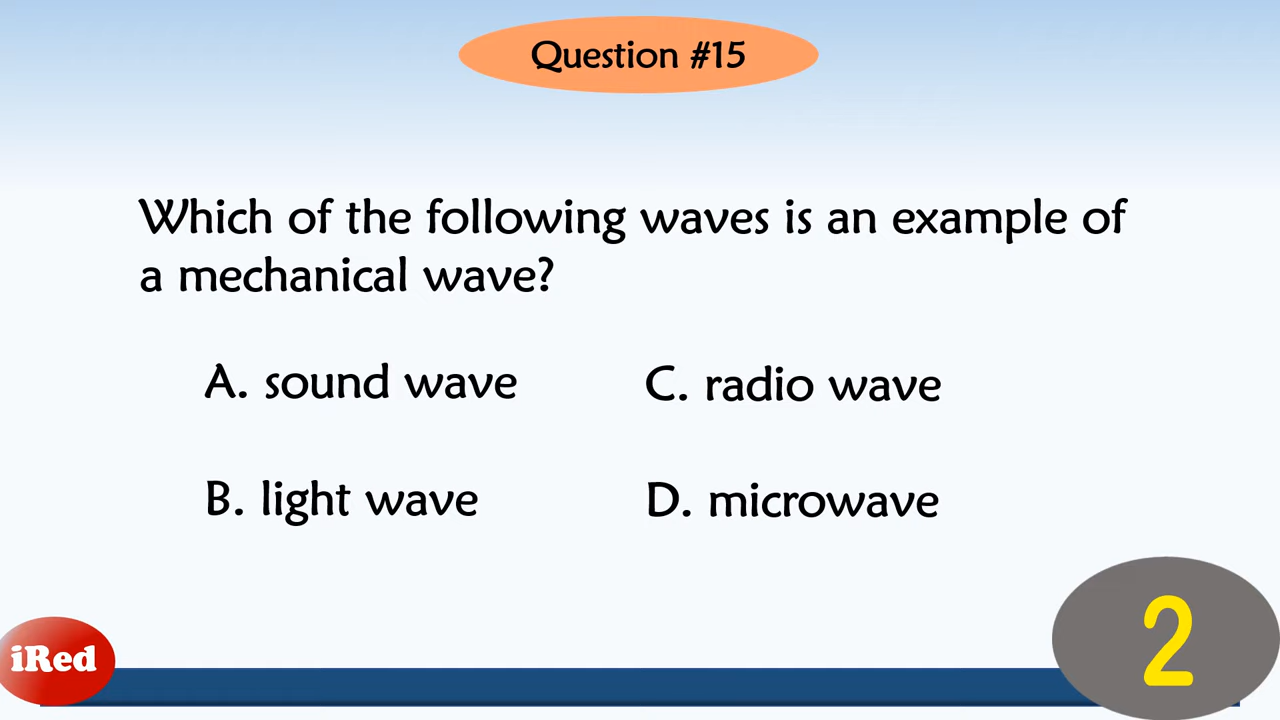 Question #15
Which of the following waves is an example of
a mechanical wave?
A. sound wave
C. radio wave
B. light wave
D. microwave
iRed
2